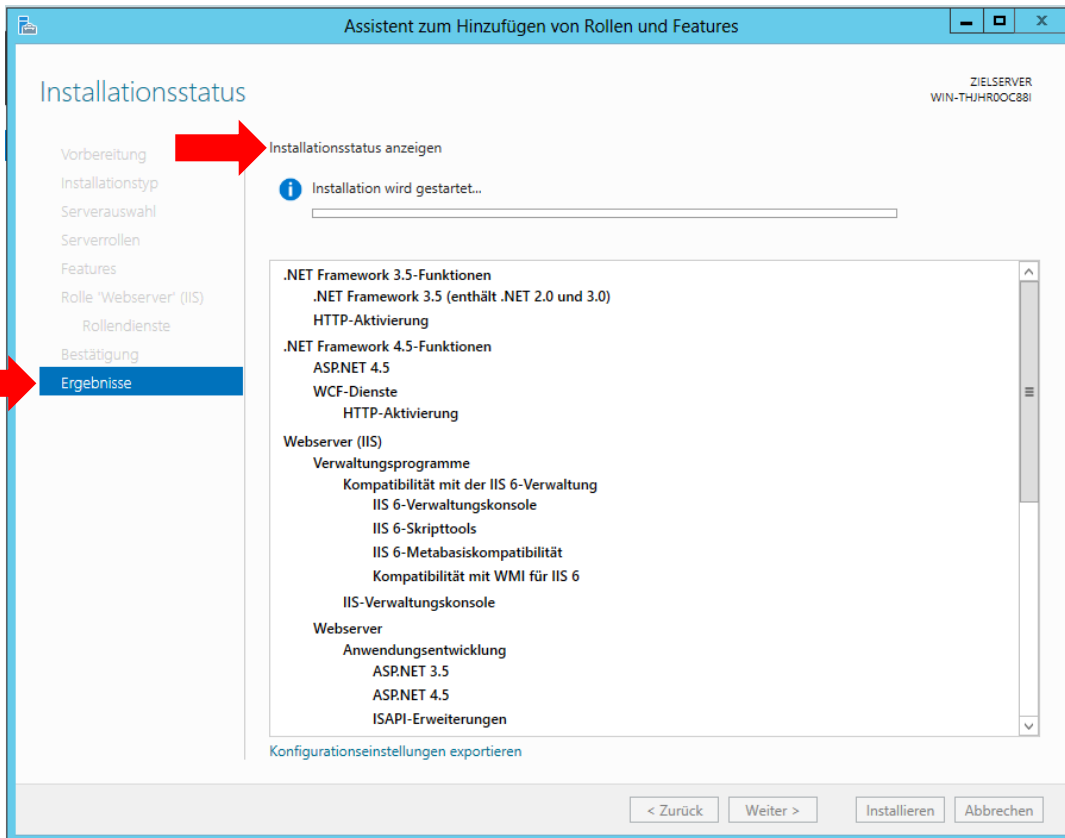 Assistent zum Hinzufügen von Rollen und Features
Installationsstatus
ZIELSERVER
WIN-THJHR0OC88I
Vorbereitung
Installationstyp
Serverauswahl
Serverrollen
Features
Rolle 'Webserver' (IIS)
Rollendienste
Bestätigung
Ergebnisse
Installationsstatus anzeigen
Installation wird gestartet...
.NET Framework 3.5-Funktionen
.NET Framework 3.5 (enthält .NET 2.0 und 3.0)
HTTP-Aktivierung
.NET Framework 4.5-Funktionen
ASP.NET 4.5
WCF-Dienste
HTTP-Aktivierung
Webserver (IIS)
Verwaltungsprogramme
Kompatibilität mit der IIS 6-Verwaltung
IIS 6-Verwaltungskonsole
IIS 6-Skripttools
IIS 6-Metabasiskompatibilität
Kompatibilität mit WMI für IIS 6
IIS-Verwaltungskonsole
Webserver
Anwendungsentwicklung
ASP.NET 3.5
ASP.NET 4.5
ISAPI-Erweiterungen
Konfigurationseinstellungen exportieren
< Zurück Weiter > Installieren Abbrechen